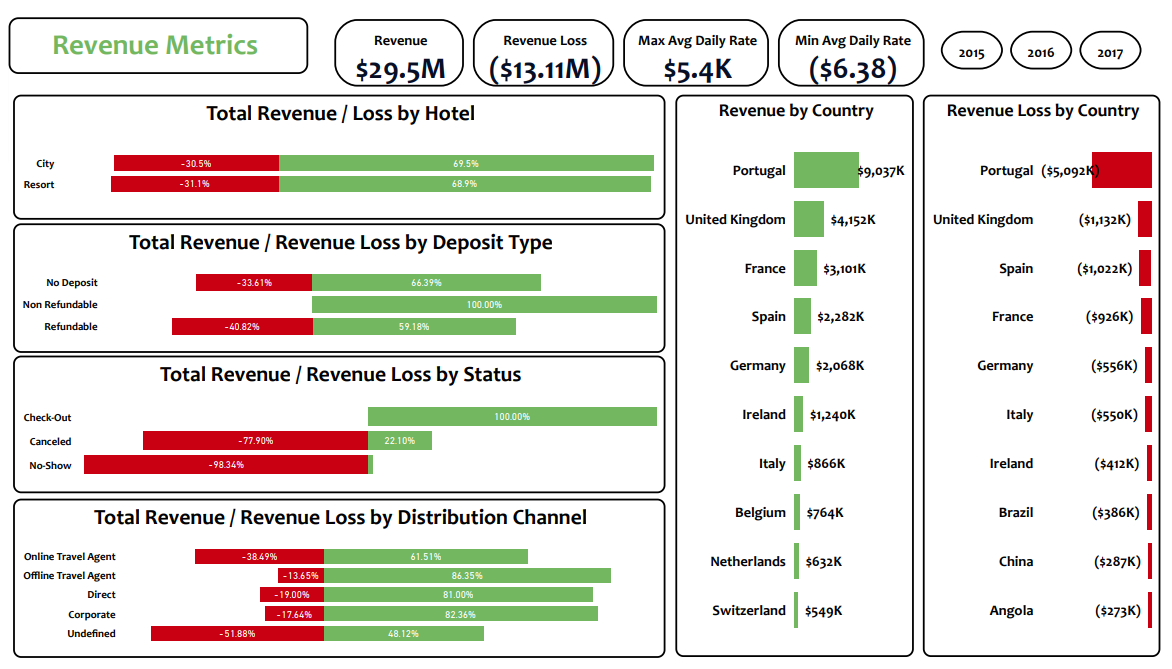 Revenue Metrics
Revenue
$29.5M
Revenue Loss
($13.11M)
Max Avg Daily Rate
$5.4K
Min Avg Daily Rate
($6.38)
2015
2016
2017
Total Revenue / Loss by Hotel
City -30.5% 69.5%
Resort -31.1% 68.9%
Total Revenue / Revenue Loss by Deposit Type
No Deposit -33.61% 66.39%
Non Refundable 100.00%
Refundable -40.82% 59.18%
Total Revenue / Revenue Loss by Status
Check-Out 100.00%
Canceled -77.90% 22.10%
No-Show -98.34%
Total Revenue / Revenue Loss by Distribution Channel
Online Travel Agent -38.49% 61.51%
Offline Travel Agent -13.65% 86.35%
Direct -19.00% 81.00%
Corporate -17.64% 82.36%
Undefined -51.88% 48.12%
Revenue by Country
Portugal $9,037K
United Kingdom $4,152K
France $3,101K
Spain $2,282K
Germany $2,068K
Ireland $1,240K
Italy $866K
Belgium $764K
Netherlands $632K
Switzerland $549K
Revenue Loss by Country
Portugal ($5,092K)
United Kingdom ($1,132K)
Spain ($1,022K)
France ($926K)
Germany ($556K)
Italy ($550K)
Ireland ($412K)
Brazil ($386K)
China ($287K)
Angola ($273K)